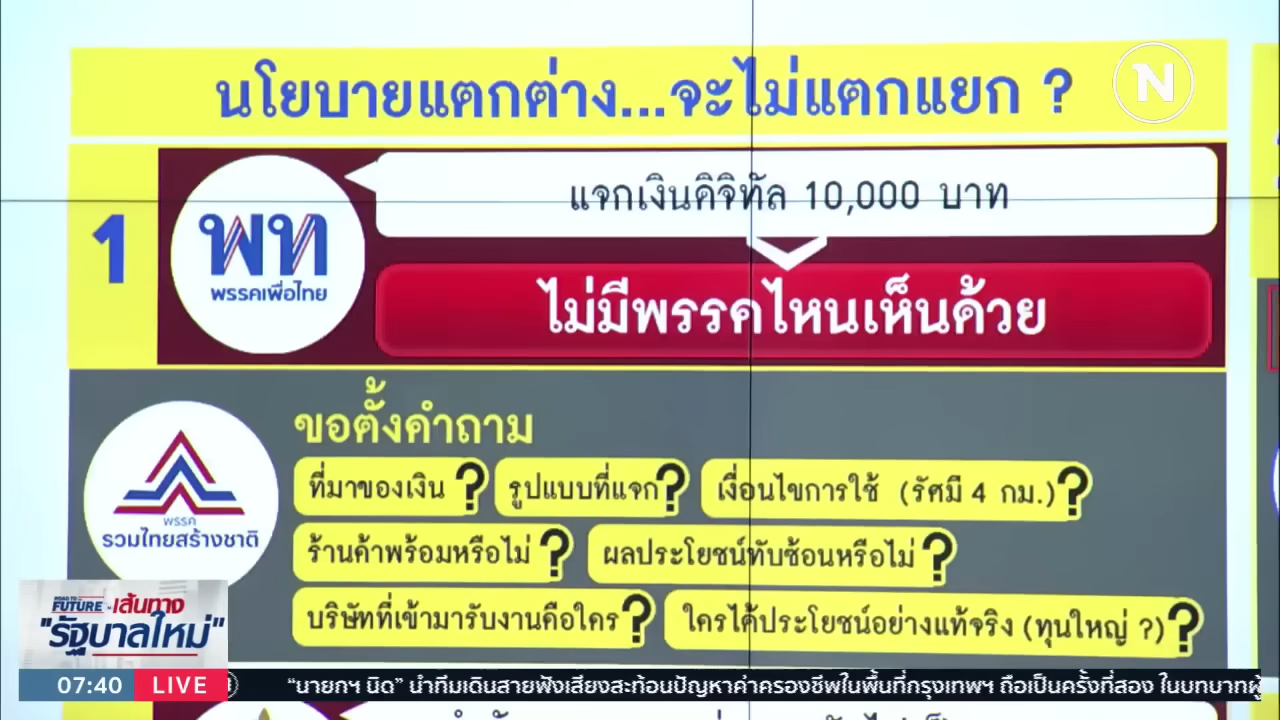 นโยบายแตกต่าง...จะไม่แตกแยก ?
N
1
พท
พรรคเพื่อไทย
แจกเงินดิจิทัล 10,000 บาท
ไม่มีพรรคไหนเห็นด้วย
พรรค
รวมไทยสร้างชาติ
ขอตั้งคำถาม
ที่มาของเงิน ?
รูปแบบที่แจก?
เงื่อนไขการใช้ (รัศมี 4 กม.)?
ร้านค้าพร้อมหรือไม่ ?
ผลประโยชน์ทับซ้อนหรือไม่ ?
บริษัทที่เข้ามารับงานคือใคร?
ใครได้ประโยชน์อย่างแท้จริง (ทุนใหญ่ ?)?
ROAD TO
FUTURE เส้นทาง
"รัฐบาลใหม่"
07:40 LIVE
“นายกฯ นิด” นำทีมเดินสายฟังเสียงสะท้อนปัญหาค่าครองชีพในพื้นที่กรุงเทพฯ ถือเป็นครั้งที่สอง ในบทบาทผู้